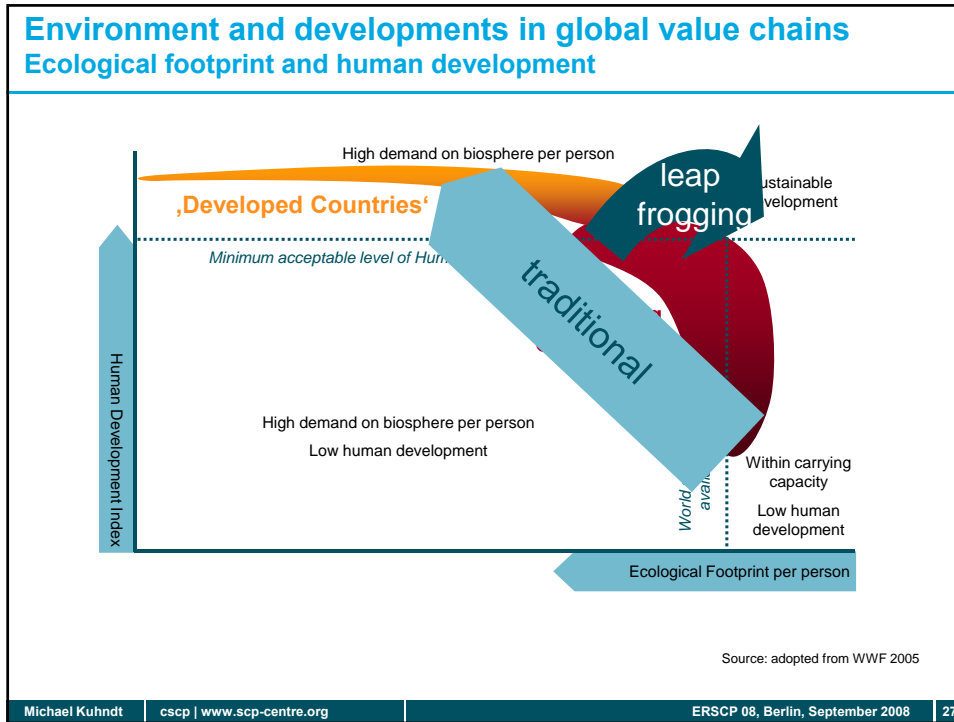 Environment and developments in global value chains
Ecological footprint and human development
High demand on biosphere per person
leap
frogging
ustainable
velopment
‚Developed Countries‘
Minimum acceptable level of Hum
traditional
Human Development Index
High demand on biosphere per person
Low human development
World
avail
Within carrying
capacity
Low human
development
Ecological Footprint per person
Source: adopted from WWF 2005
Michael Kuhndt cscp | www.scp-centre.org ERSCP 08, Berlin, September 2008 27